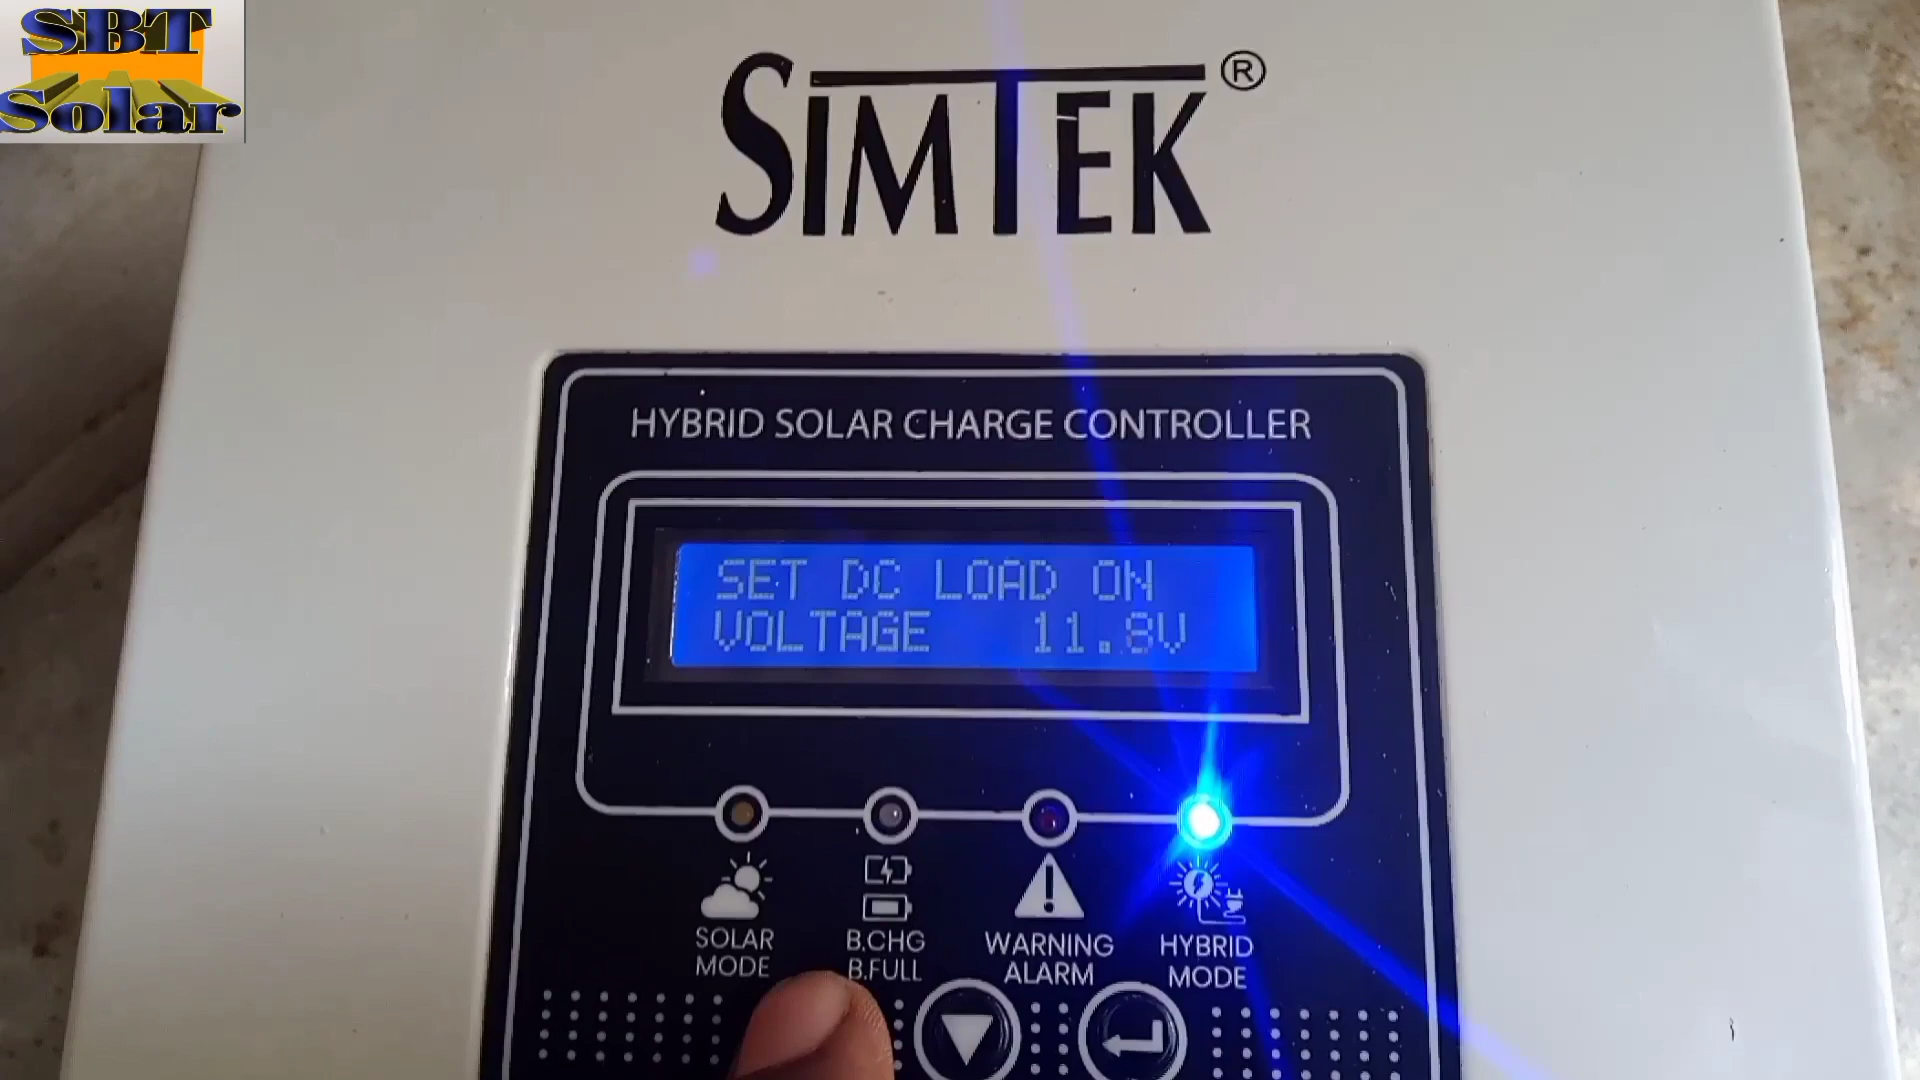 SBT
Solar
SIMTEK®
HYBRID SOLAR CHARGE CONTROLLER
SET DC LOAD ON
VOLTAGE 11.8V
SOLAR
MODE
B.CHG
B.FULL
WARNING
ALARM
HYBRID
MODE